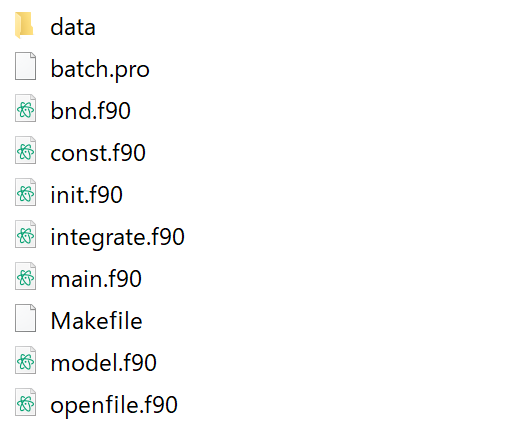 data
batch.pro
bnd.f90
const.f90
init.f90
integrate.f90
main.f90
Makefile
model.f90
openfile.f90